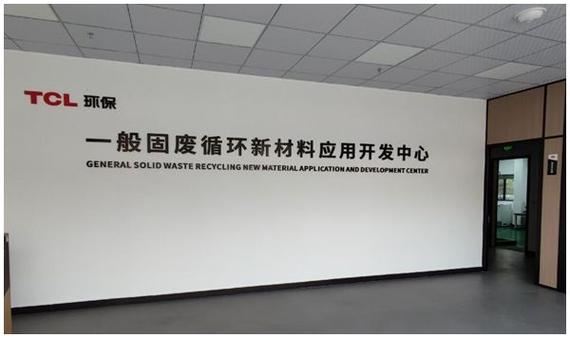 TCL 环保
一般固废循环新材料应用开发中心
GENERAL SOLID WASTE RECYCLING NEW MATERIAL APPLICATION AND DEVELOPMENT CENTER